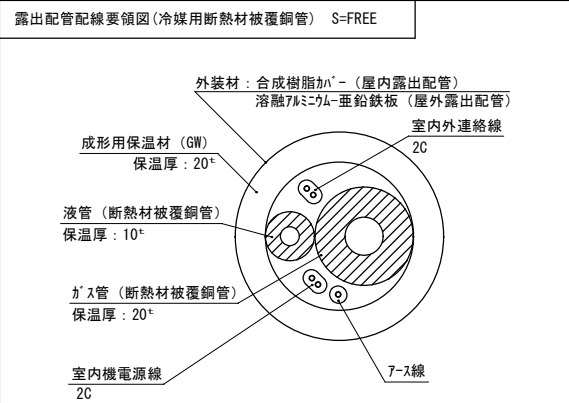 露出配管配線要領図(冷媒用断熱材被覆銅管) S=FREE
外装材：合成樹脂ｶﾊﾞｰ（屋内露出配管）
溶融ｱﾙﾐﾆｳﾑｰ亜鉛鉄板（屋外露出配管）
室内外連絡線
2C
成形用保温材（GW）
保温厚：20ᵗ
液管（断熱材被覆銅管）
保温厚：10ᵗ
ｶﾞｽ管（断熱材被覆銅管）
保温厚：20ᵗ
室内機電源線
2C
ｱｰｽ線